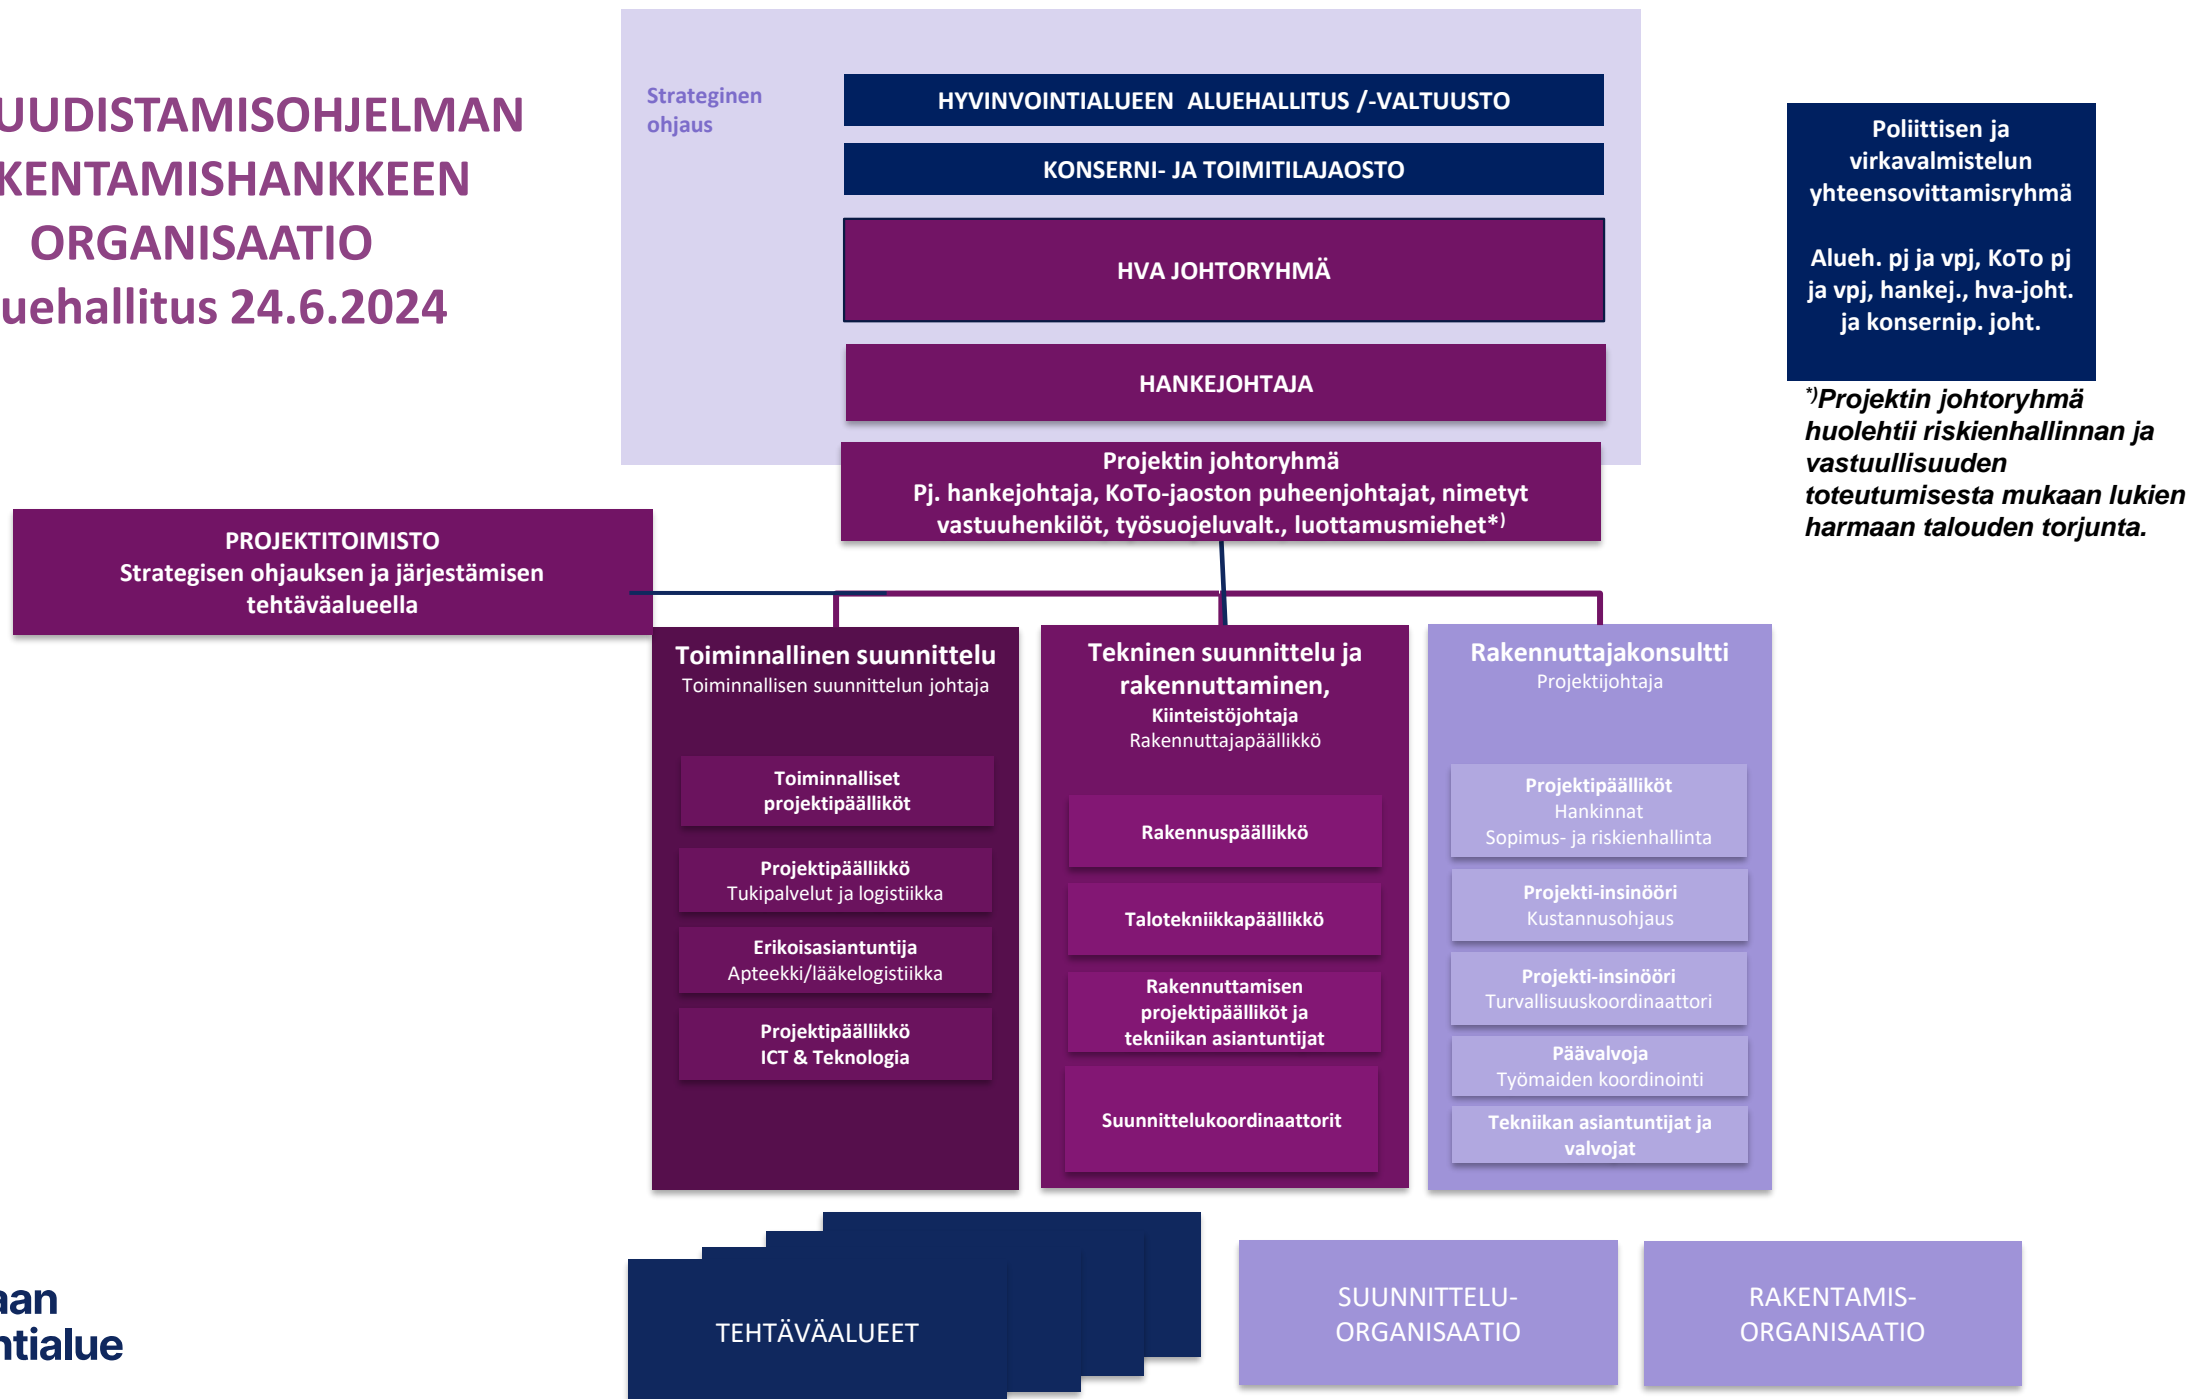 UUDISTAMISOHJELMAN
KENTAMISHANKKEEN
ORGANISAATIO
uehallitus 24.6.2024
Strateginen
ohjaus
HYVINVOINTIALUEEN ALUEHALLITUS /-VALTUUSTO
KONSERNI- JA TOIMITILAJAOSTO
HVA JOHTORYHMÄ
HANKEJOHTAJA
Projektin johtoryhmä
Pj. hankejohtaja, KoTo-jaoston puheenjohtajat, nimetyt
vastuuhenkilöt, työsuojeluvalt., luottamusmiehet*)
Poliittisen ja
virkavalmistelun
yhteensovittamisryhmä
Alueh. pj ja vpj, KoTo pj
ja vpj, hankej., hva-joht.
ja konsernip. joht.
*)Projektin johtoryhmä
huolehtii riskienhallinnan ja
vastuullisuuden
toteutumisesta mukaan lukien
harmaan talouden torjunta.
PROJEKTITOIMISTO
Strategisen ohjauksen ja järjestämisen
tehtäväalueella
Toiminnallinen suunnittelu
Toiminnallisen suunnittelun johtaja
Toiminnalliset
projektipäälliköt
Projektipäällikkö
Tukipalvelut ja logistiikka
Erikoisasiantuntija
Apteekki/lääkelogistiikka
Projektipäällikkö
ICT & Teknologia
Tekninen suunnittelu ja
rakennuttaminen,
Kiinteistöjohtaja
Rakennuttajapäällikkö
Rakennuspäällikkö
Talotekniikkapäällikkö
Rakennuttamisen
projektipäälliköt ja
tekniikan asiantuntijat
Suunnittelukoordinaattorit
Rakennuttajakonsultti
Projektijohtaja
Projektipäälliköt
Hankinnat
Sopimus- ja riskienhallinta
Projekti-insinööri
Kustannusohjaus
Projekti-insinööri
Turvallisuuskoordinaattori
Päävalvoja
Työmaiden koordinointi
Tekniikan asiantuntijat ja
valvojat
TEHTÄVÄALUEET
SUUNNITTELU-
ORGANISAATIO
RAKENTAMIS-
ORGANISAATIO
aan
ntialue